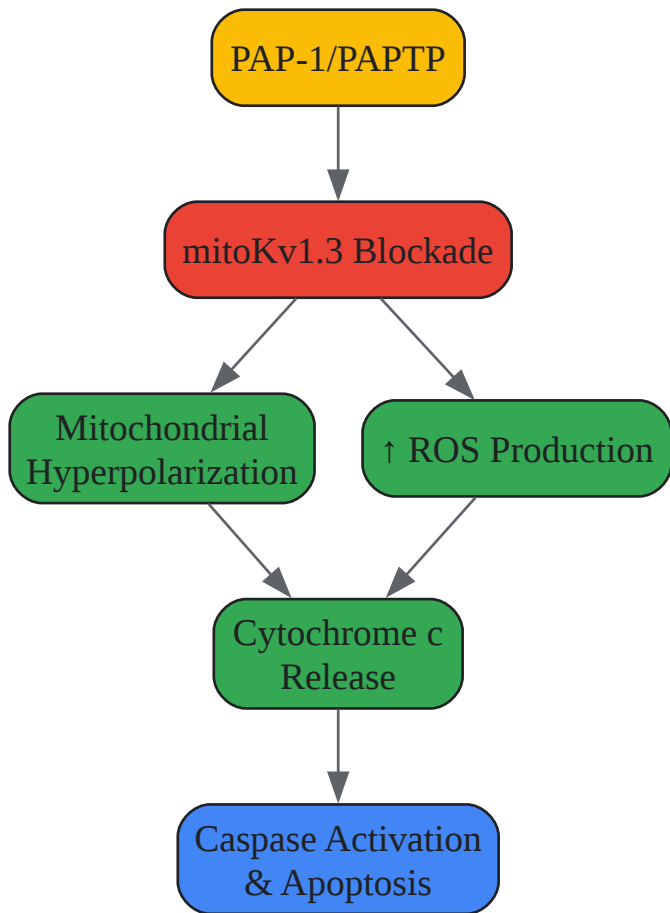 PAP-1/PAPTP
mitoKv1.3 Blockade
Mitochondrial
Hyperpolarization
↑ ROS Production
Cytochrome c
Release
Caspase Activation
& Apoptosis